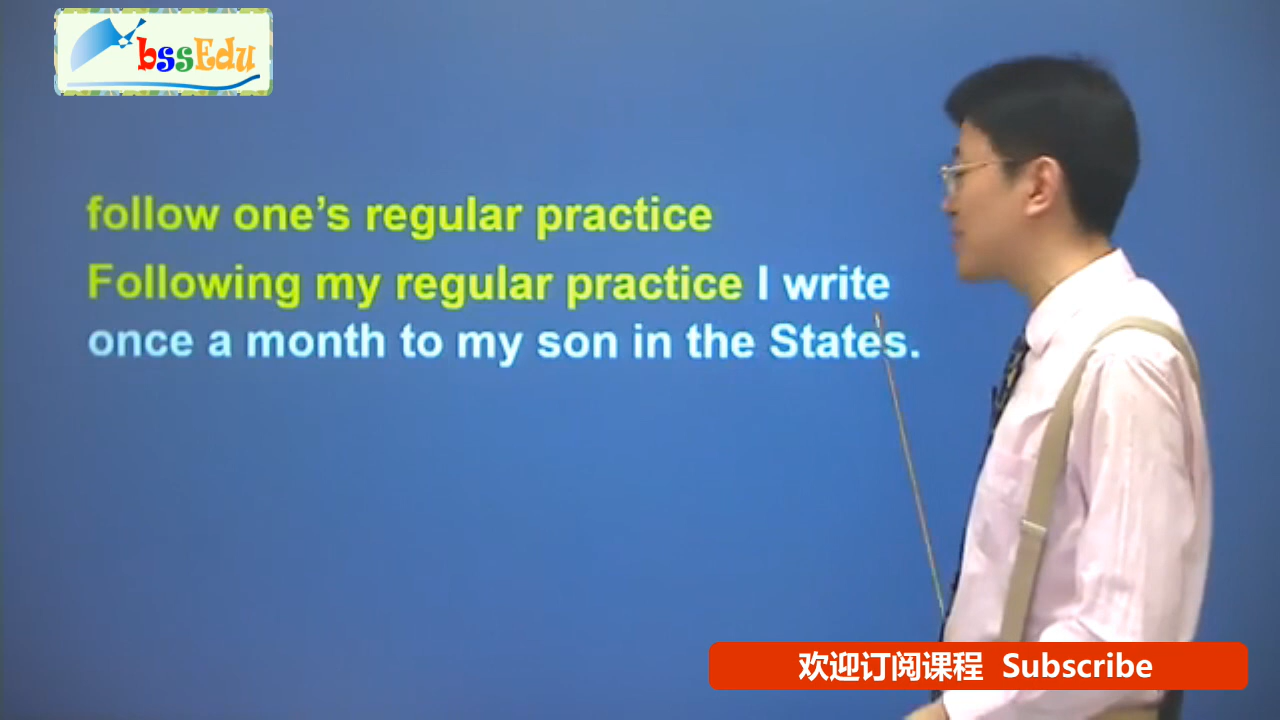 bssEdu
follow one’s regular practice
Following my regular practice I write
once a month to my son in the States.
欢迎订阅课程 Subscribe